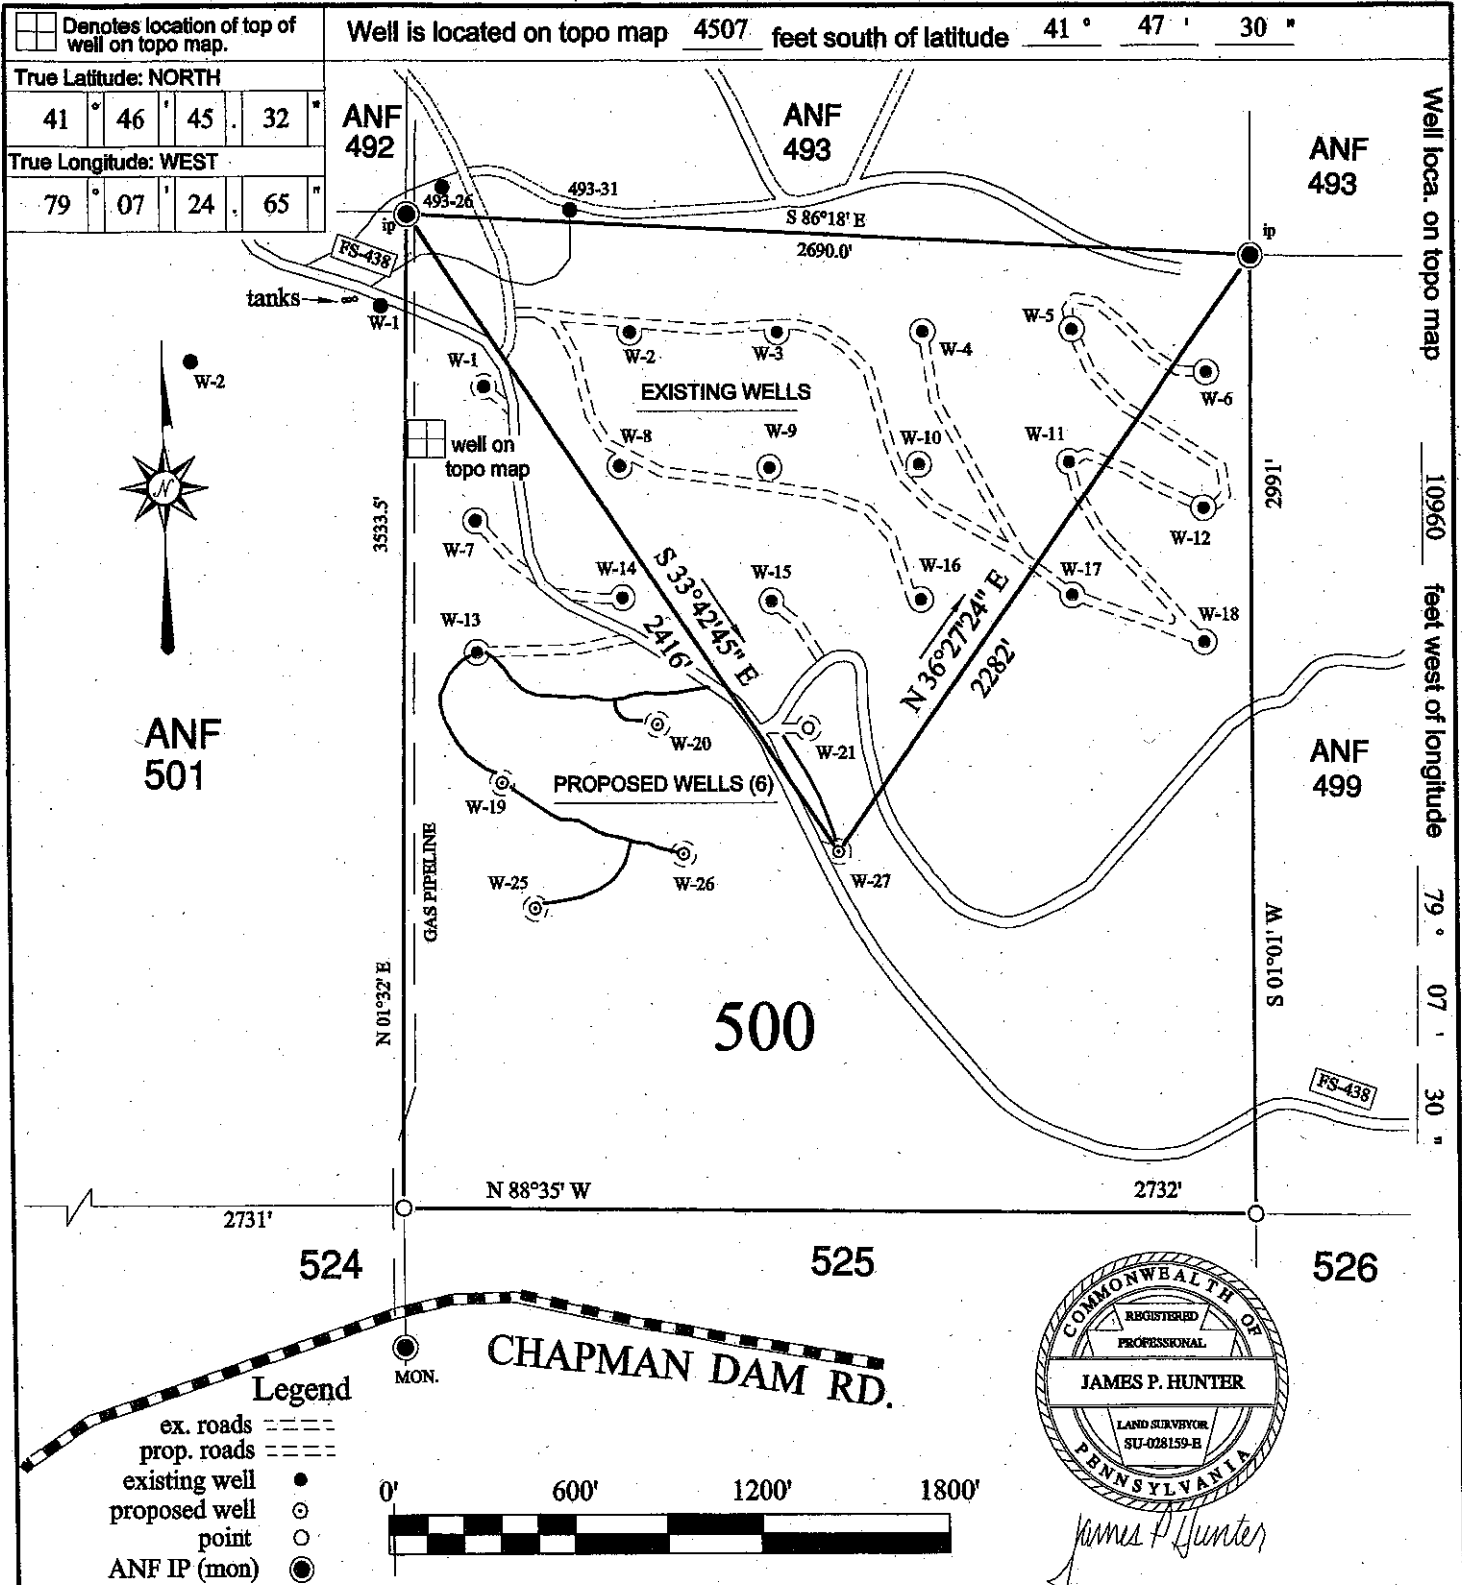 Denotes location of top of
well on topo map.
Well is located on topo map 4507 feet south of latitude 41 ° 47 ' 30 "
True Latitude: NORTH
41 ° 46 ' 45 . 32 "
True Longitude: WEST
79 ° 07 ' 24 . 65 "
Well loca. on topo map 10960 feet west of longitude 79 ° 07 ' 30 "
ANF
492
ANF
493
ANF
493
493-26
493-31
ip
S 86°18' E
2690.0'
ip
FS-438
tanks
W-1
W-2
W-1
W-2
W-3
W-4
W-5
W-6
EXISTING WELLS
well on
topo map
W-8
W-9
W-10
W-11
W-12
2991'
3533.5'
N
W-7
W-14
W-15
W-16
W-17
W-18
W-13
S 33°42'45" E
2416'
N 36°27'24" E
2282'
ANF
501
W-20
W-21
PROPOSED WELLS (6)
W-19
W-25
W-26
W-27
ANF
499
GAS PIPELINE
N 01°32' E
S 01°01' W
500
FS-438
N 88°35' W
2732'
2731'
524
525
526
CHAPMAN DAM RD.
MON.
Legend
ex. roads
prop. roads
existing well
proposed well
point
ANF IP (mon)
0' 600' 1200' 1800'
COMMONWEALTH OF
REGISTERED
PROFESSIONAL
JAMES P. HUNTER
LAND SURVEYOR
SU-028159-E
PENNSYLVANIA
James P Hunter